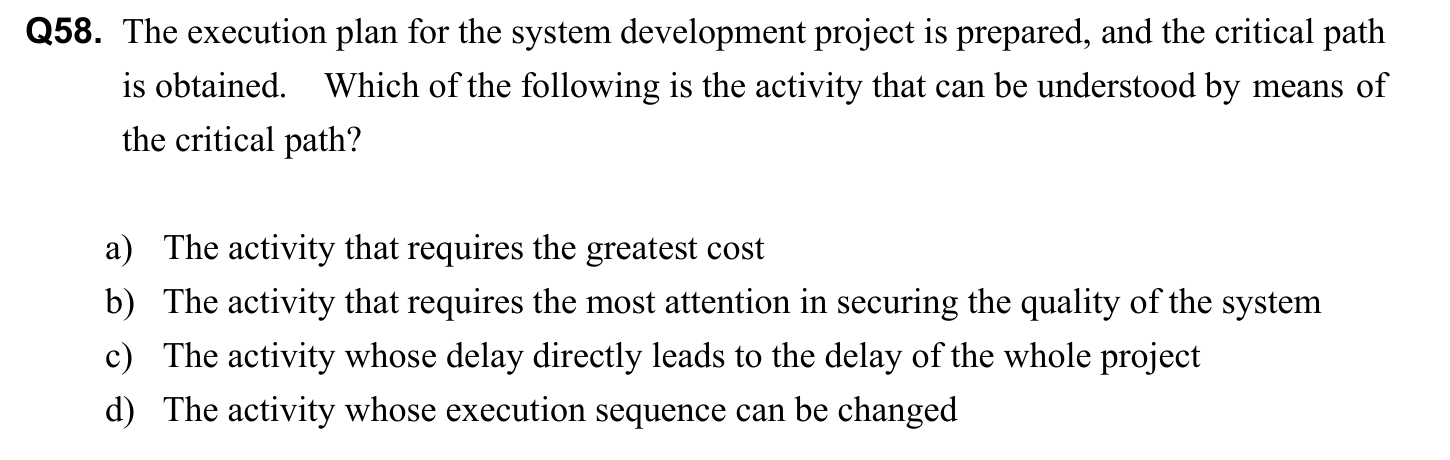 Q58. The execution plan for the system development project is prepared, and the critical path
is obtained. Which of the following is the activity that can be understood by means of
the critical path?
a) The activity that requires the greatest cost
b) The activity that requires the most attention in securing the quality of the system
c) The activity whose delay directly leads to the delay of the whole project
d) The activity whose execution sequence can be changed